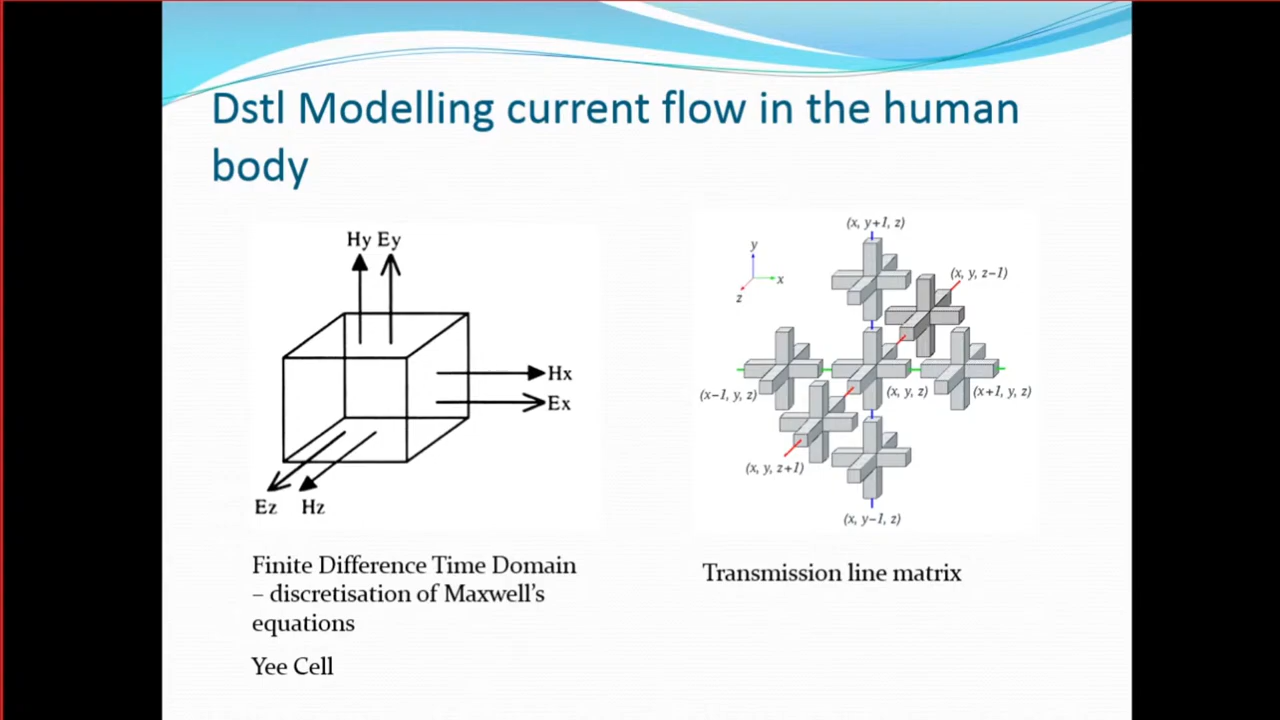 Dstl Modelling current flow in the human
body
Hy Ey
Hx
Ex
Ez Hz
Finite Difference Time Domain
– discretisation of Maxwell's
equations
Yee Cell
y
x
z
(x, y+1, z)
(x, y, z−1)
(x−1, y, z)
(x, y, z)
(x+1, y, z)
(x, y, z+1)
(x, y−1, z)
Transmission line matrix